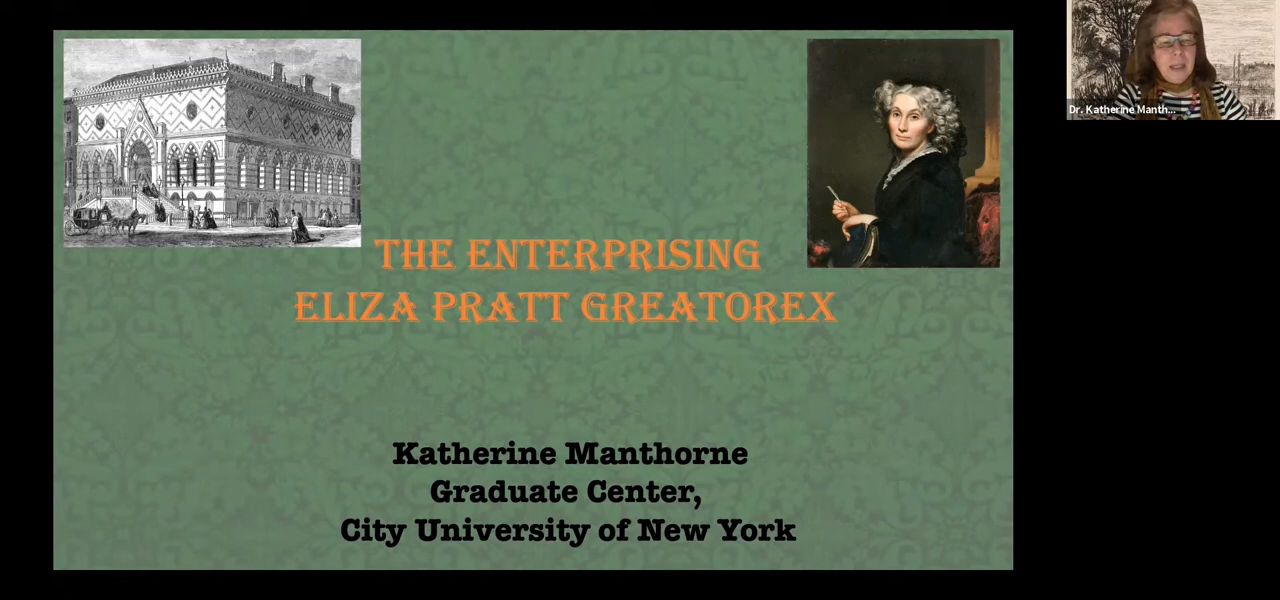 THE ENTERPRISING
ELIZA PRATT GREATOREX
Katherine Manthorne
Graduate Center,
City University of New York
Dr. Katherine Manth...